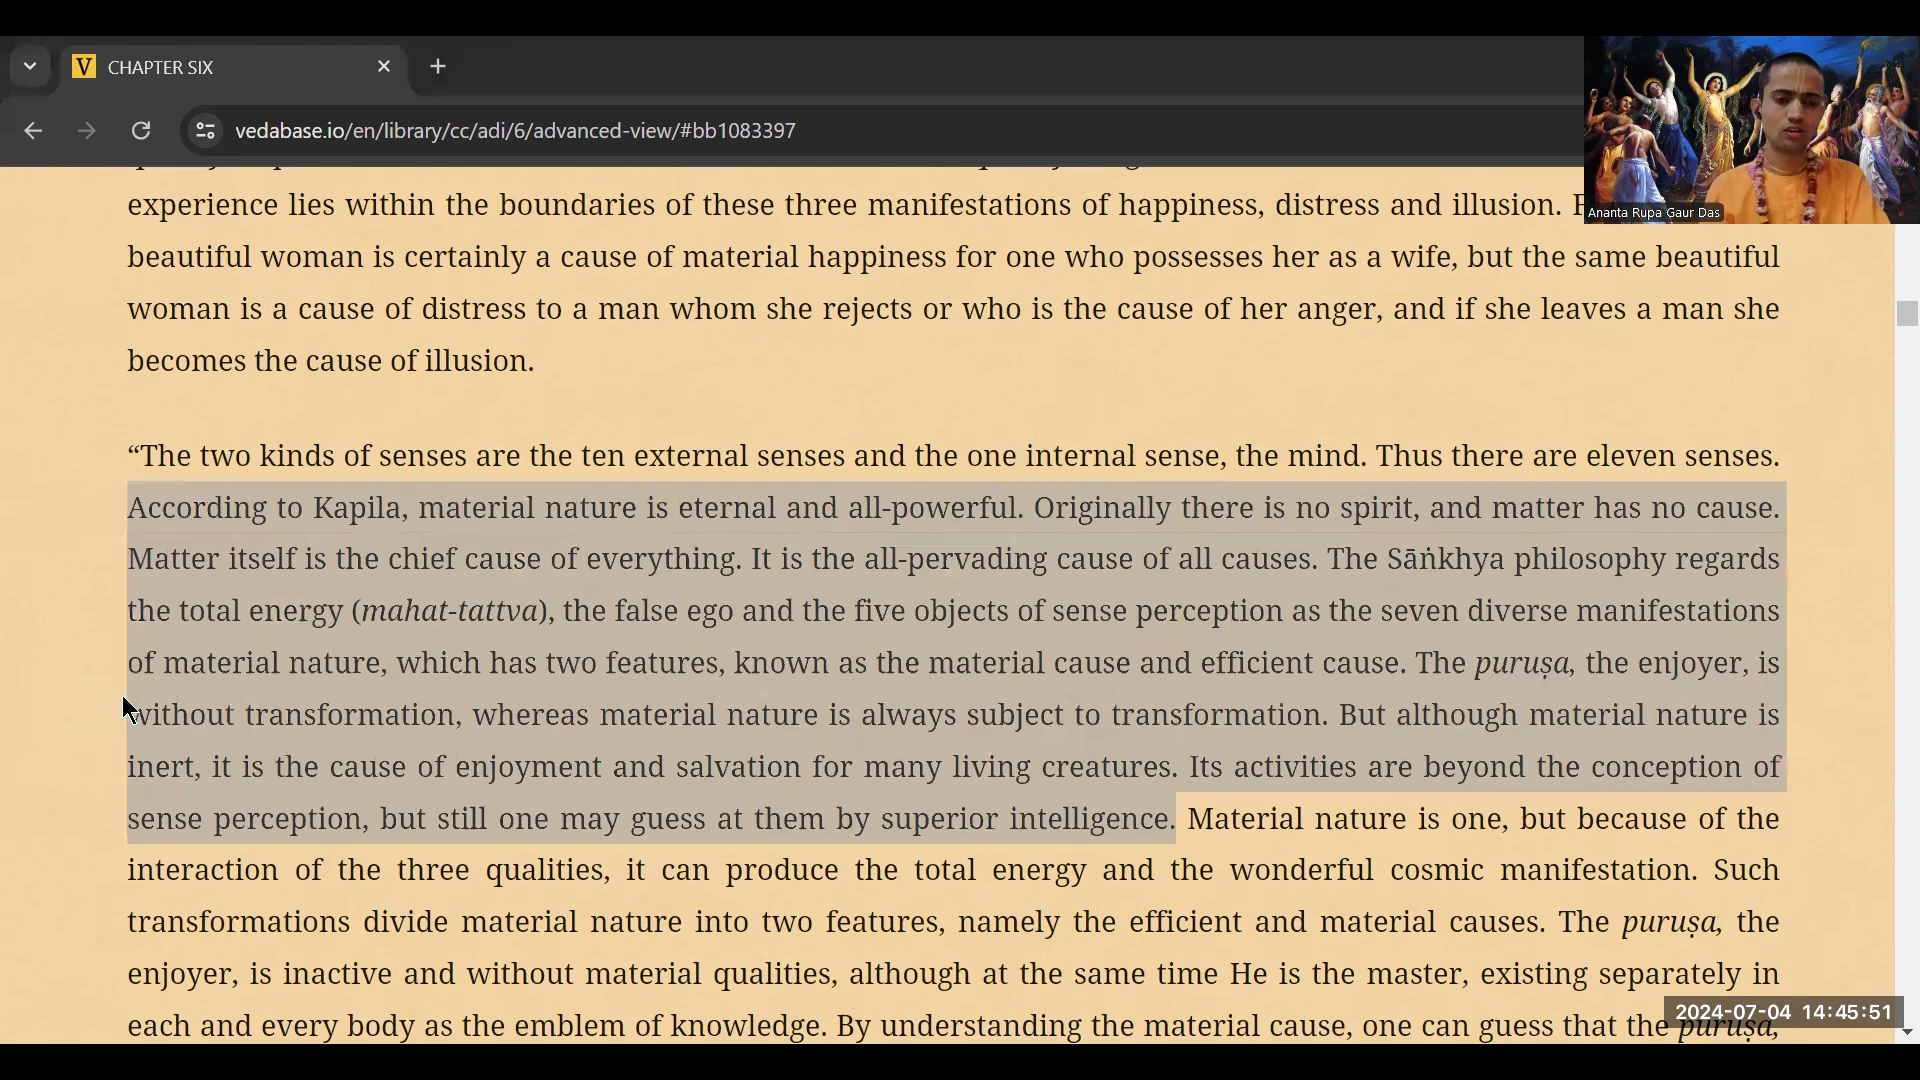 V CHAPTER SIX
vedabase.io/en/library/cc/adi/6/advanced-view/#bb1083397
Ananta Rupa Gaur Das
experience lies within the boundaries of these three manifestations of happiness, distress and illusion.
beautiful woman is certainly a cause of material happiness for one who possesses her as a wife, but the same beautiful
woman is a cause of distress to a man whom she rejects or who is the cause of her anger, and if she leaves a man she
becomes the cause of illusion.
“The two kinds of senses are the ten external senses and the one internal sense, the mind. Thus there are eleven senses.
According to Kapila, material nature is eternal and all-powerful. Originally there is no spirit, and matter has no cause.
Matter itself is the chief cause of everything. It is the all-pervading cause of all causes. The Sāṅkhya philosophy regards
the total energy (mahat-tattva), the false ego and the five objects of sense perception as the seven diverse manifestations
of material nature, which has two features, known as the material cause and efficient cause. The puruṣa, the enjoyer, is
without transformation, whereas material nature is always subject to transformation. But although material nature is
inert, it is the cause of enjoyment and salvation for many living creatures. Its activities are beyond the conception of
sense perception, but still one may guess at them by superior intelligence. Material nature is one, but because of the
interaction of the three qualities, it can produce the total energy and the wonderful cosmic manifestation. Such
transformations divide material nature into two features, namely the efficient and material causes. The puruṣa, the
enjoyer, is inactive and without material qualities, although at the same time He is the master, existing separately in
each and every body as the emblem of knowledge. By understanding the material cause, one can guess that the puruṣa,
2024-07-04 14:45:51